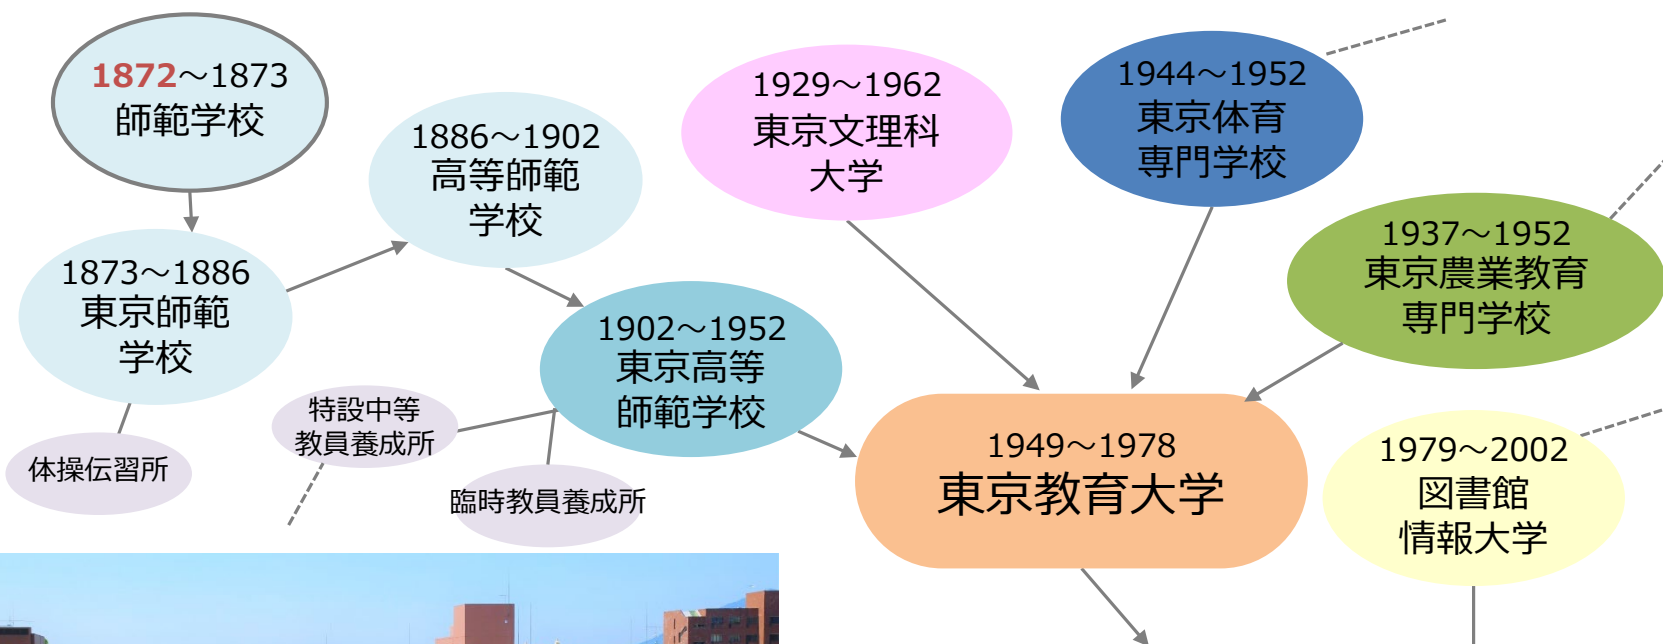 1872～1873
師範学校
1886～1902
高等師範
学校
1929～1962
東京文理科
大学
1944～1952
東京体育
専門学校
1873～1886
東京師範
学校
1902～1952
東京高等
師範学校
1937～1952
東京農業教育
専門学校
体操伝習所
特設中等
教員養成所
臨時教員養成所
1949～1978
東京教育大学
1979～2002
図書館
情報大学